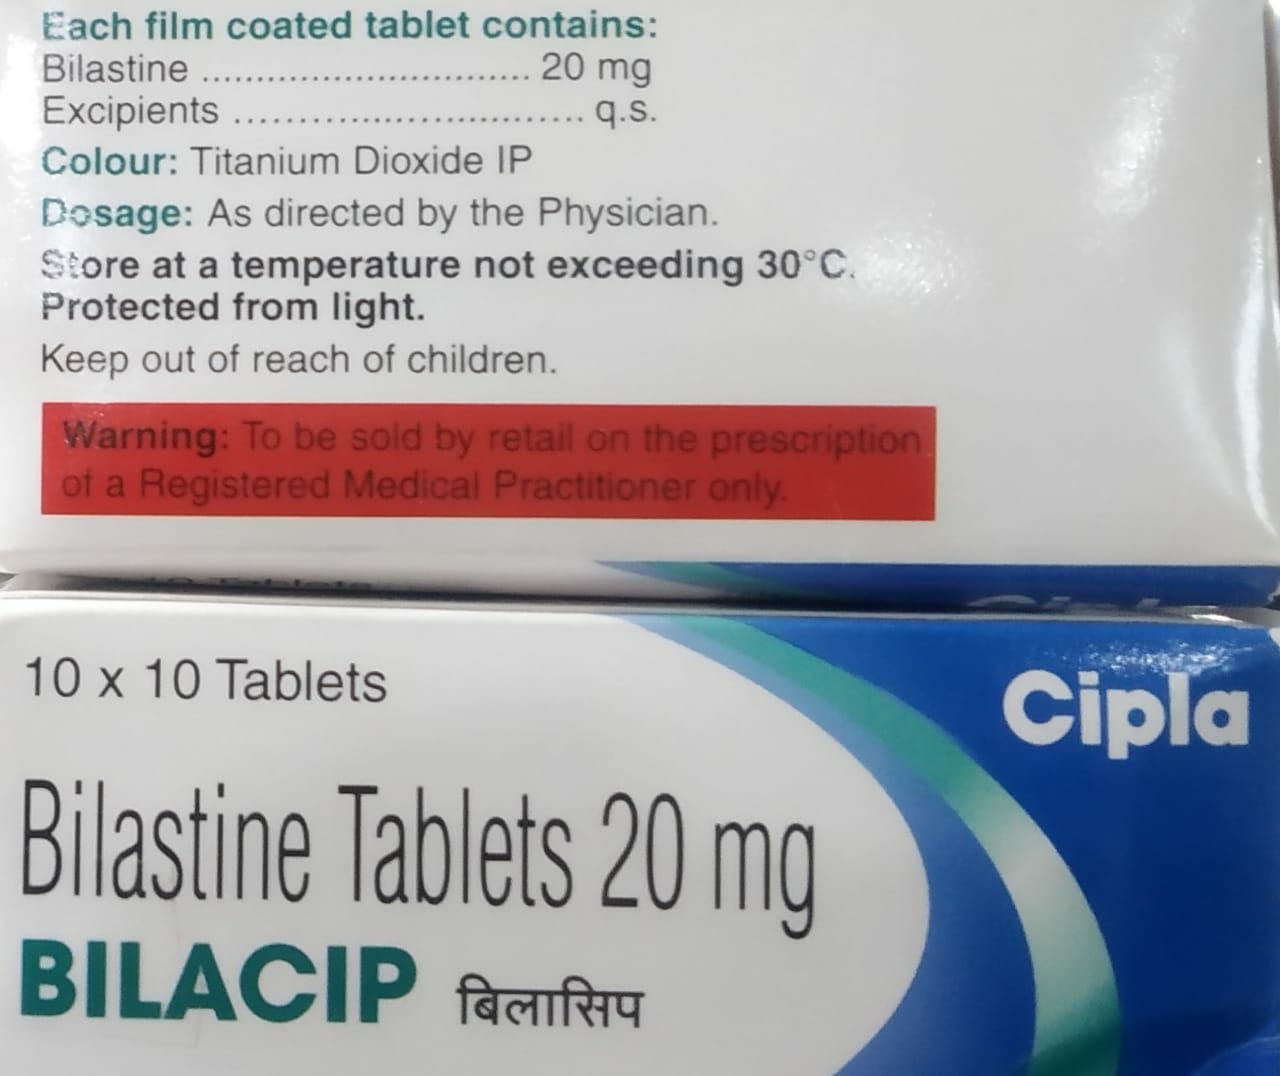 Each film coated tablet contains:
Bilastine .............................. 20 mg
Excipients ................................ q.s.
Colour: Titanium Dioxide IP
Dosage: As directed by the Physician.
Store at a temperature not exceeding 30°C.
Protected from light.
Keep out of reach of children.
Warning: To be sold by retail on the prescription
of a Registered Medical Practitioner only.
10 x 10 Tablets
Cipla
Bilastine Tablets 20 mg
BILACIP बिलासिप